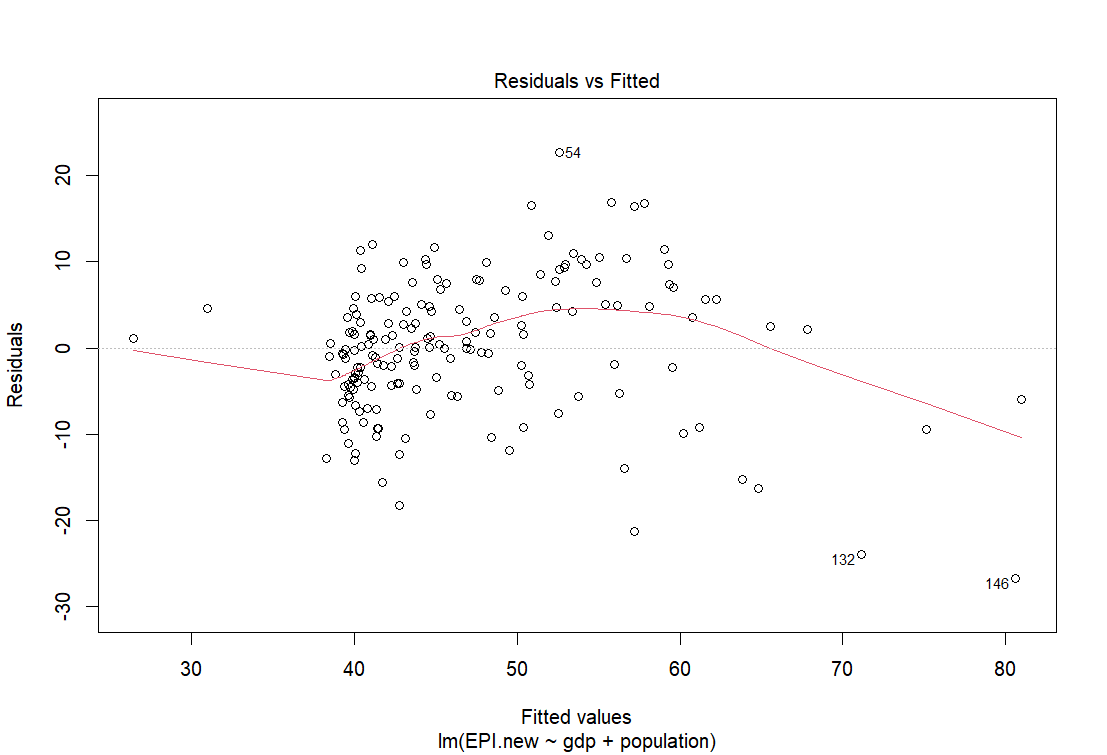 Residuals vs Fitted
Residuals
20
10
0
-10
-20
-30
54
132
146
30 40 50 60 70 80
Fitted values
lm(EPI.new ~ gdp + population)